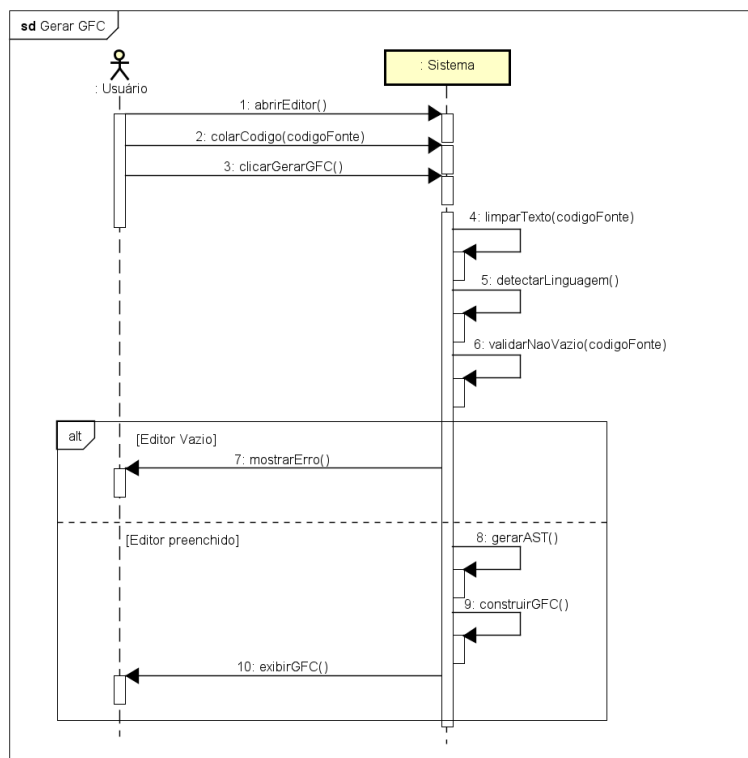 sd Gerar GFC
: Usuário
: Sistema
1: abrirEditor()
2: colarCodigo(codigoFonte)
3: clicarGerarGFC()
4: limparTexto(codigoFonte)
5: detectarLinguagem()
6: validarNaoVazio(codigoFonte)
alt
[Editor Vazio]
7: mostrarErro()
[Editor preenchido]
8: gerarAST()
9: construirGFC()
10: exibirGFC()